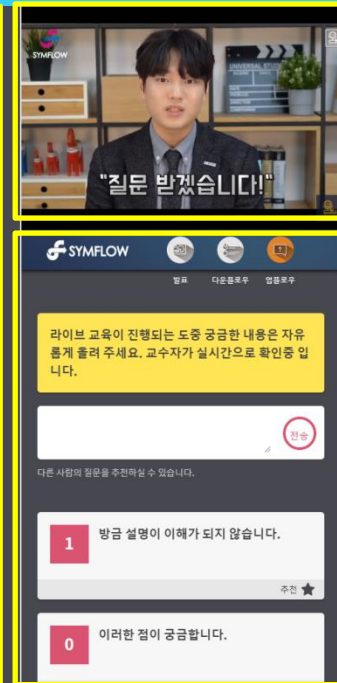 SYMFLOW
UNIVERSAL STUDIO
"질문 받겠습니다!"
SYMFLOW
발표
다운플로우
업플로우
라이브 교육이 진행되는 도중 궁금한 내용은 자유
롭게 올려 주세요. 교수자가 실시간으로 확인중 입
니다.
전송
다른 사람의 질문을 추천하실 수 있습니다.
1
방금 설명이 이해가 되지 않습니다.
추천
0
이러한 점이 궁금합니다.